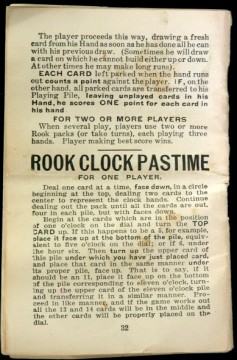 The player proceeds this way, drawing a fresh
card from his Hand as soon as he has done all he can
with his previous draw. (Sometimes he will draw
a card on which he cannot build either up or down.
At other times he may make long runs).
EACH CARD left parked when the hand runs
out counts a point against the player. IF, on the
other hand, all parked cards are transferred to his
Playing Pile, leaving unplayed cards in his
Hand, he scores ONE point for each card in
his hand
FOR TWO OR MORE PLAYERS
When several play, players use two or more
Rook packs (or take turns), each playing three
hands. Player making best score wins.
ROOK CLOCK PASTIME
FOR ONE PLAYER.
Deal one card at a time, face down, in a circle
beginning at the top, dealing two cards to the
center to represent the clock hands. Continue
dealing out the pack until all the cards are out,
four in each pile, but with faces down.
Begin at the card which are in the position
of one o'clock on the dial and turn the TOP
CARD up. If this happens to be a 5, for example,
place it face up at the bottom of the pile, equiv-
alent to five o'clock on the dial; or if 6, under
the hour six. Then turn up the upper card of
this pile under which you have just placed card,
and place that card in the same manner under
its proper pile, face up. That is to say, if it
should be an 11, place it face up on the bottom
of the pile corresponding to eleven o'clock, turn-
ing up the upper card of the eleven o'clock pile
and transferring it in a similar manner. Pro-
ceed in like manner, and if the game works out
all the 13 and 14 cards will be in the middle and
the other cards will be properly placed on the
dial.
32